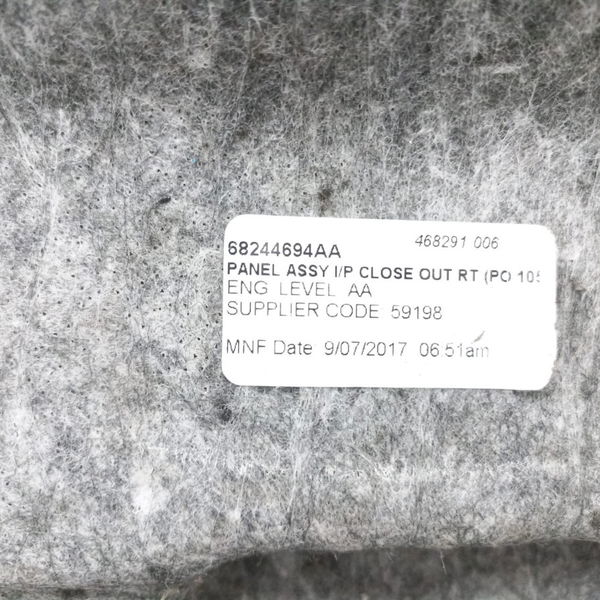 468291 006
68244694AA
PANEL ASSY I/P CLOSE OUT RT (PO 105
ENG LEVEL AA
SUPPLIER CODE 59198
MNF Date 9/07/2017 06:51am